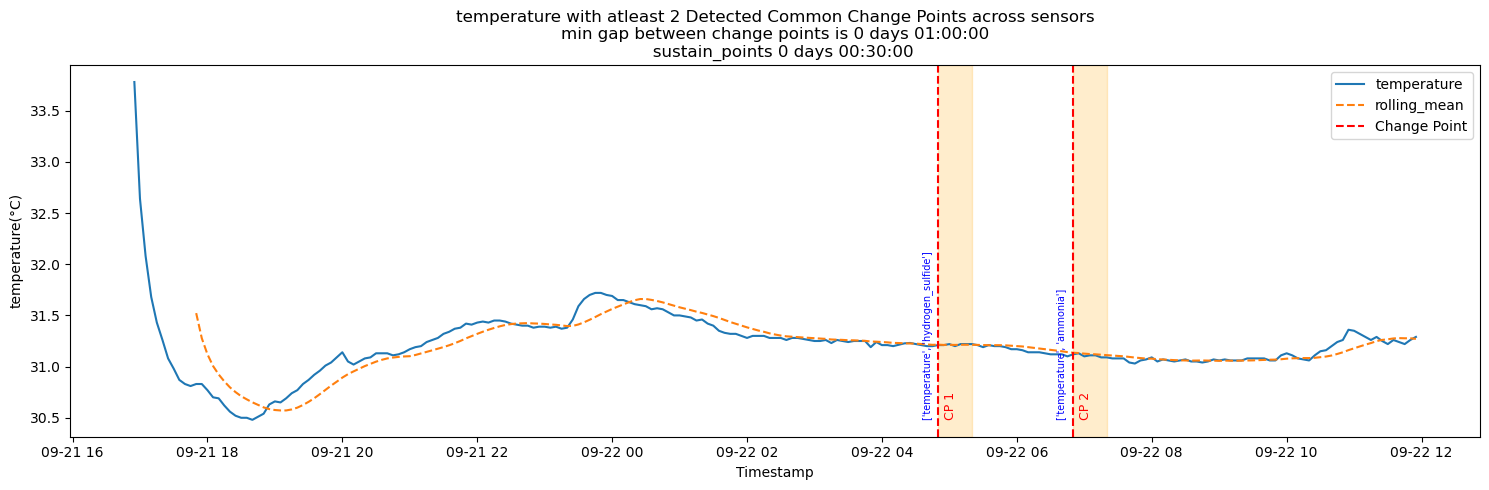 temperature with atleast 2 Detected Common Change Points across sensors
min gap between change points is 0 days 01:00:00
sustain_points 0 days 00:30:00
temperature
rolling_mean
Change Point
temperature(°C)
33.5
33.0
32.5
32.0
31.5
31.0
30.5
['temperature', 'hydrogen_sulfide']
CP 1
['temperature', 'ammonia']
CP 2
09-21 16
09-21 18
09-21 20
09-21 22
09-22 00
09-22 02
09-22 04
09-22 06
09-22 08
09-22 10
09-22 12
Timestamp